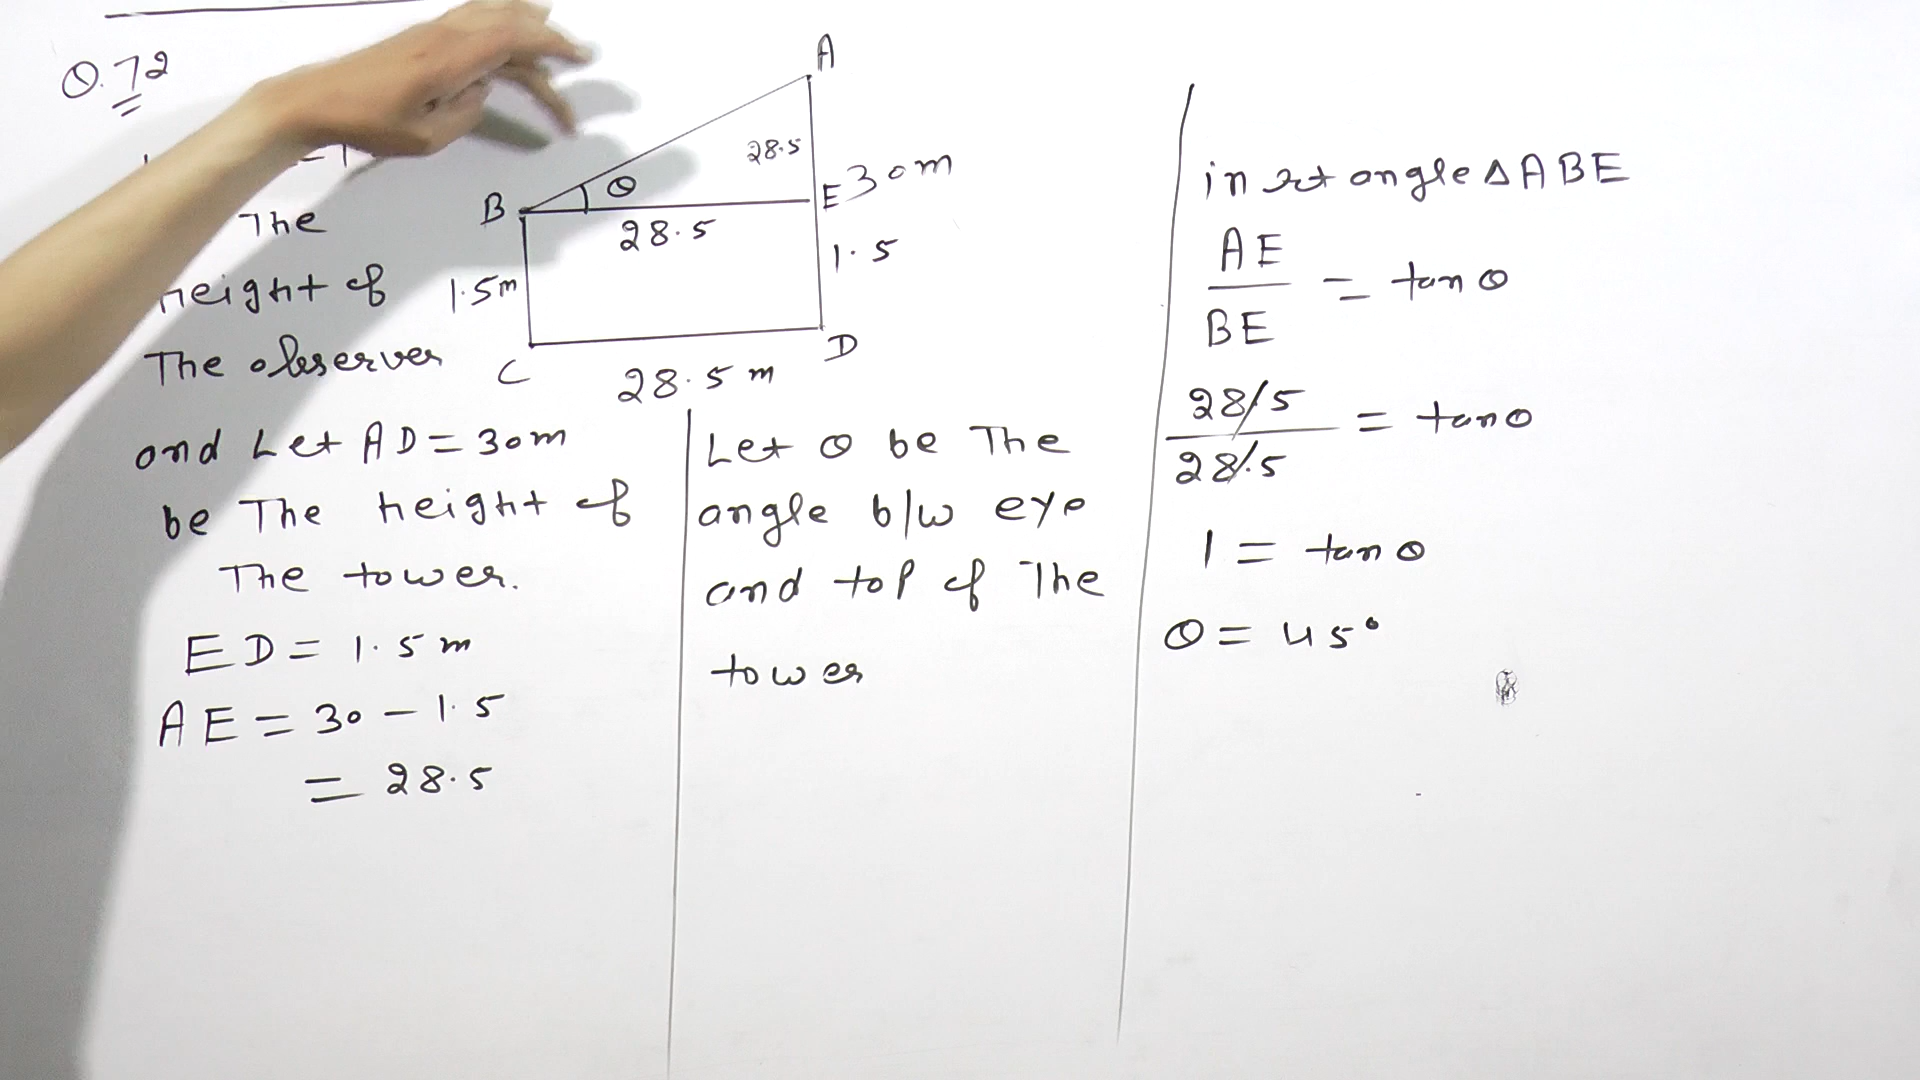 Q.72
The
height of
The observer
and Let AD = 30m
be The height of
The tower.
ED = 1.5m
AE = 30 - 1.5
= 28.5
A
28.5
B θ E 30m
28.5
1.5m 1.5
C D
28.5 m
Let θ be The
angle b/w eye
and top of The
tower
in rt angle Δ ABE
AE
= tan θ
BE
28.5
= tan θ
28.5
1 = tan θ
θ = 45°